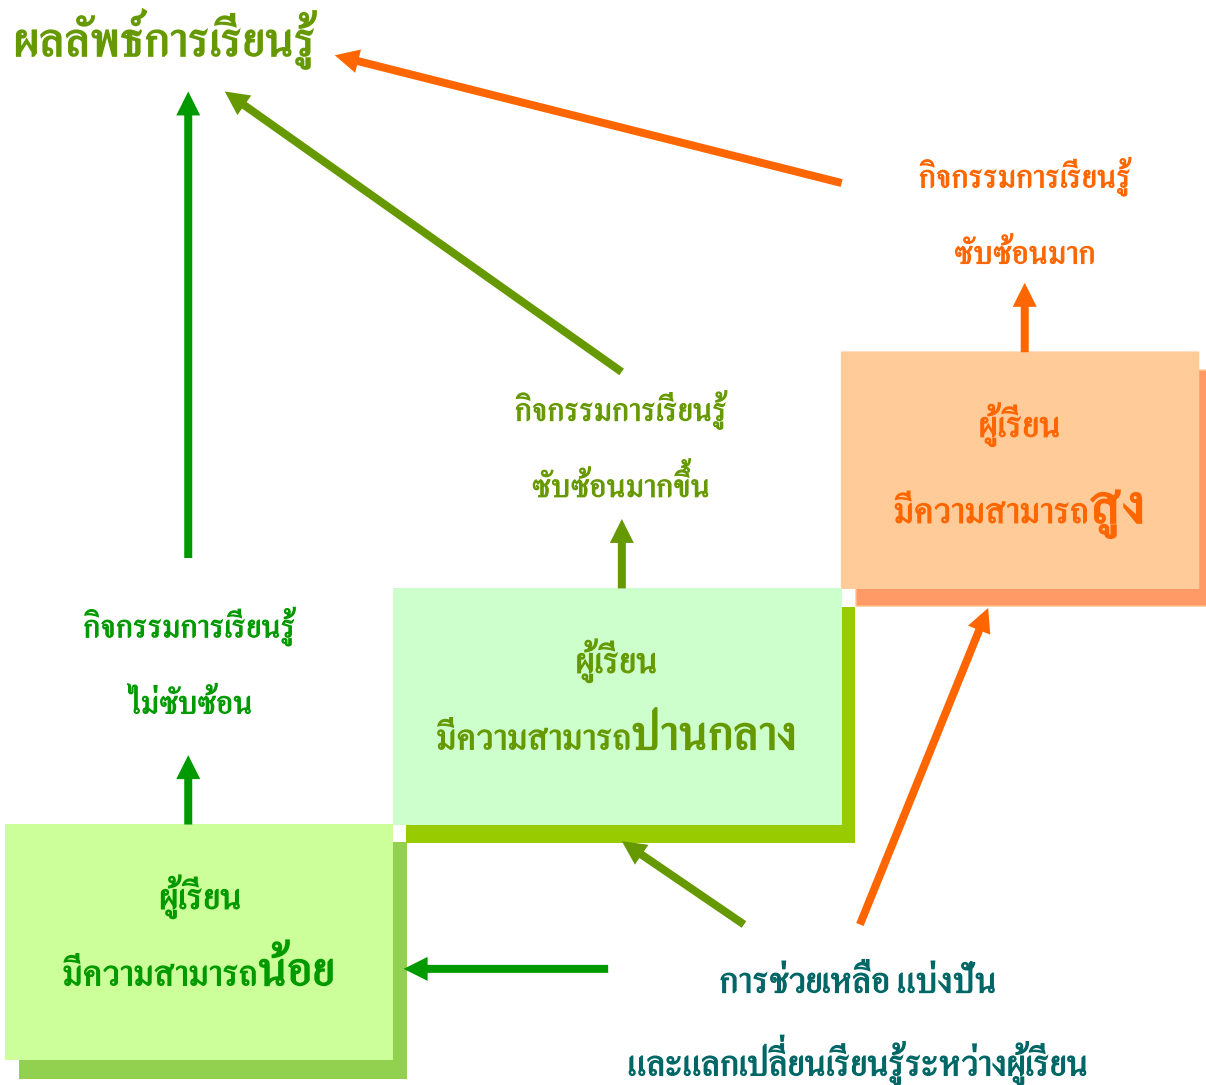 ผลลัพธ์การเรียนรู้
กิจกรรมการเรียนรู้
ซับซ้อนมาก
กิจกรรมการเรียนรู้
ซับซ้อนมากขึ้น
ผู้เรียน
มีความสามารถสูง
กิจกรรมการเรียนรู้
ไม่ซับซ้อน
ผู้เรียน
มีความสามารถปานกลาง
ผู้เรียน
มีความสามารถน้อย
การช่วยเหลือ แบ่งปัน
และแลกเปลี่ยนเรียนรู้ระหว่างผู้เรียน